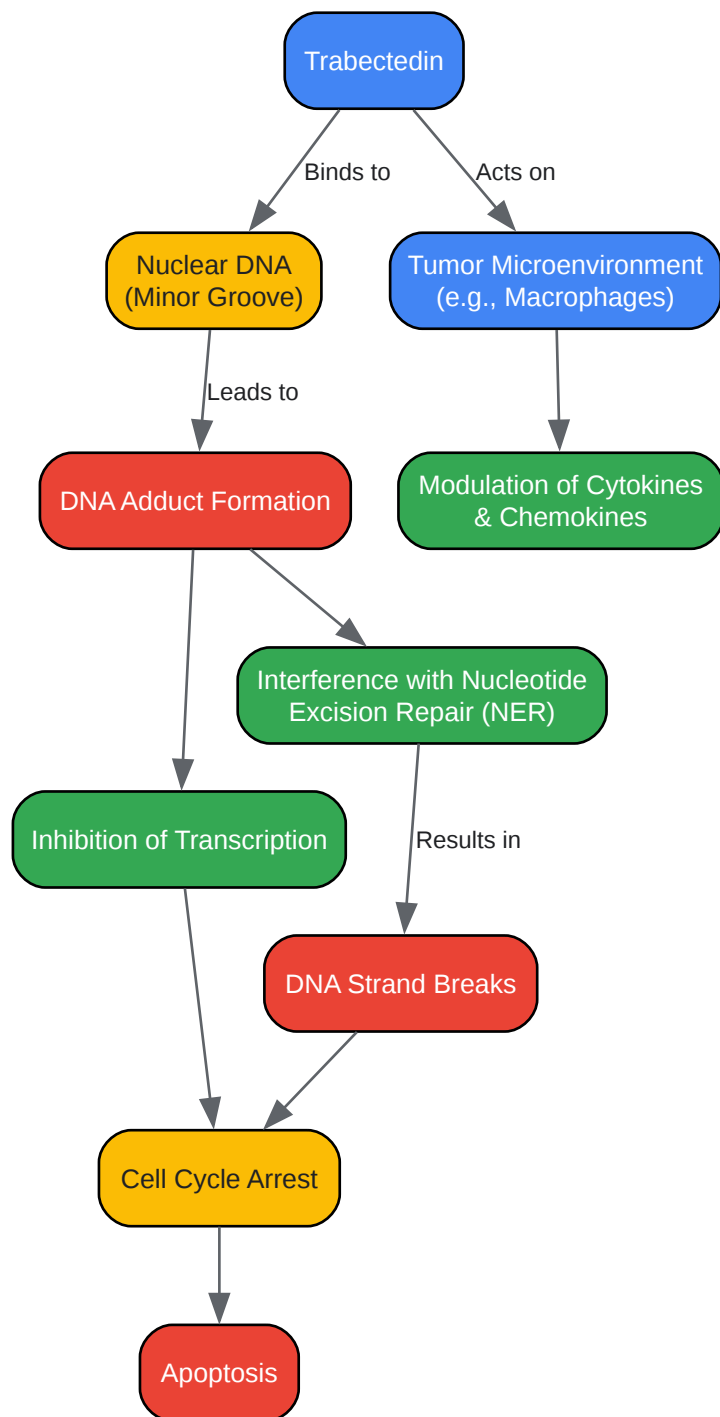 Trabectedin
Binds to
Acts on
Nuclear DNA
(Minor Groove)
Tumor Microenvironment
(e.g., Macrophages)
Leads to
DNA Adduct Formation
Modulation of Cytokines
& Chemokines
Interference with Nucleotide
Excision Repair (NER)
Inhibition of Transcription
Results in
DNA Strand Breaks
Cell Cycle Arrest
Apoptosis